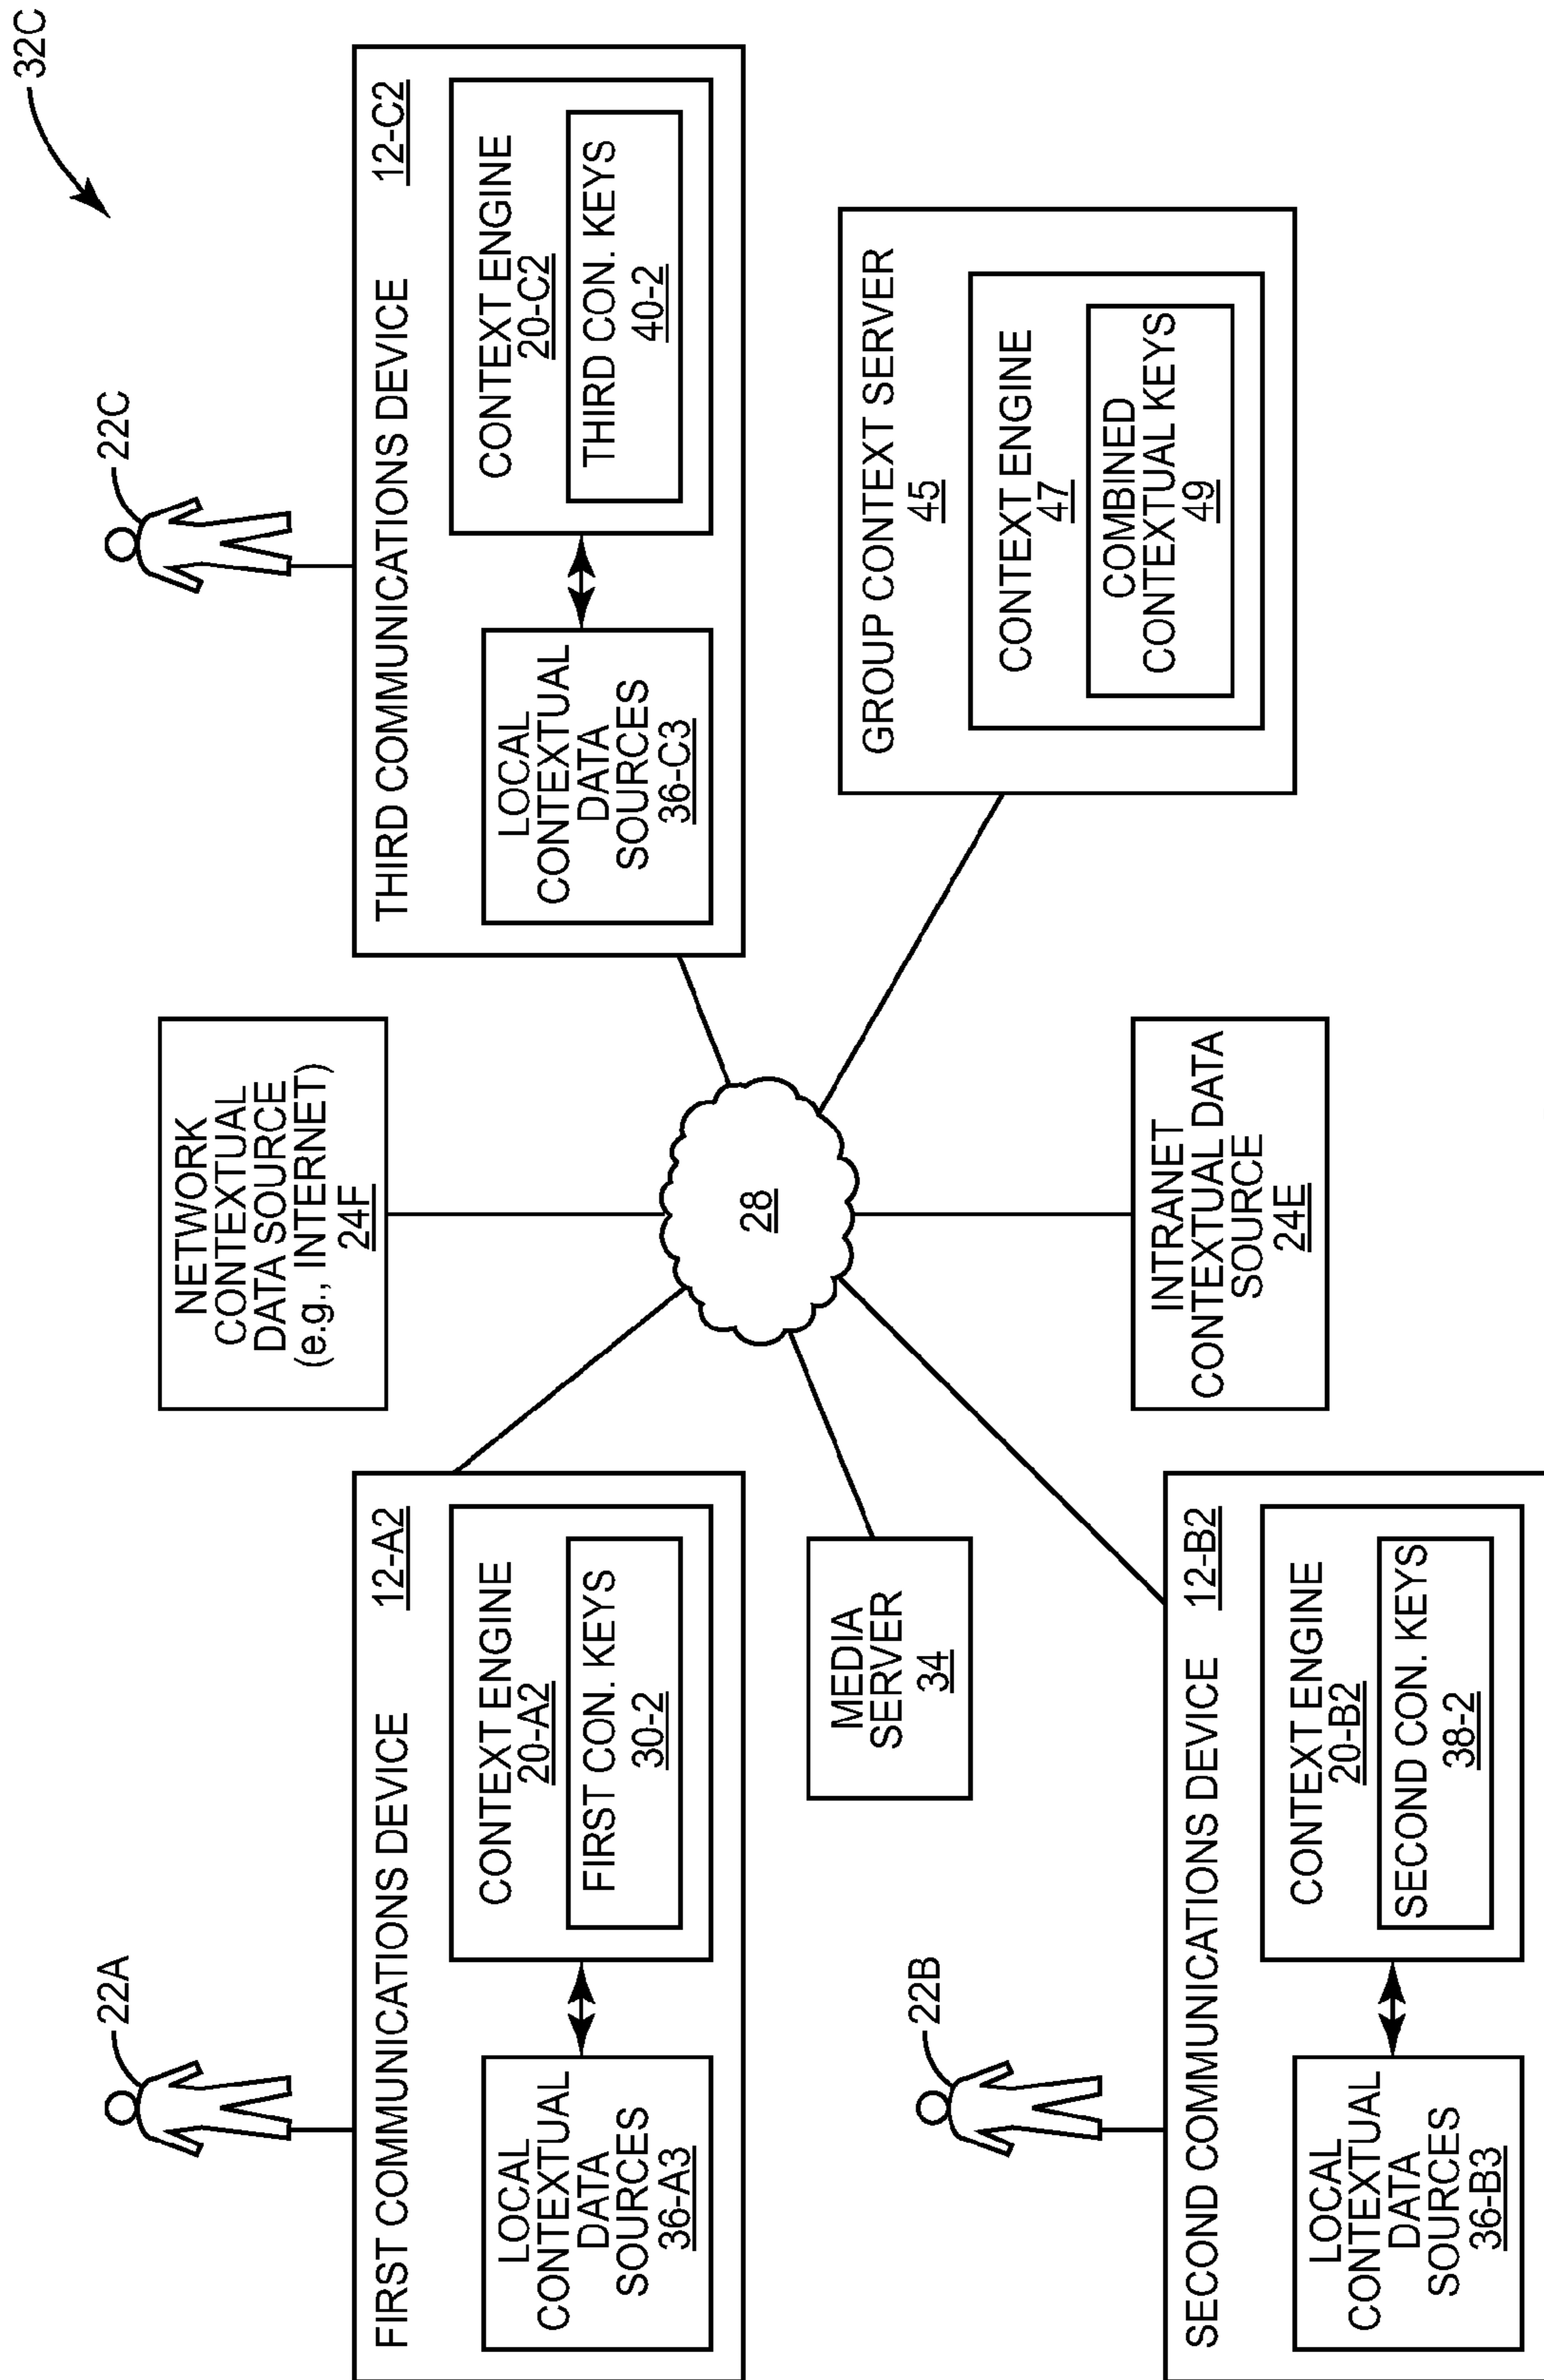 32C
22A
FIRST COMMUNICATIONS DEVICE
12-A2
LOCAL
CONTEXTUAL
DATA
SOURCES
36-A3
CONTEXT ENGINE
20-A2
FIRST CON. KEYS
30-2
NETWORK
CONTEXTUAL
DATA SOURCE
(e.g., INTERNET)
24F
22C
THIRD COMMUNICATIONS DEVICE
12-C2
LOCAL
CONTEXTUAL
DATA
SOURCES
36-C3
CONTEXT ENGINE
20-C2
THIRD CON. KEYS
40-2
28
MEDIA
SERVER
34
22B
SECOND COMMUNICATIONS DEVICE
12-B2
LOCAL
CONTEXTUAL
DATA
SOURCES
36-B3
CONTEXT ENGINE
20-B2
SECOND CON. KEYS
38-2
INTRANET
CONTEXTUAL DATA
SOURCE
24E
GROUP CONTEXT SERVER
45
CONTEXT ENGINE
47
COMBINED
CONTEXTUAL KEYS
49